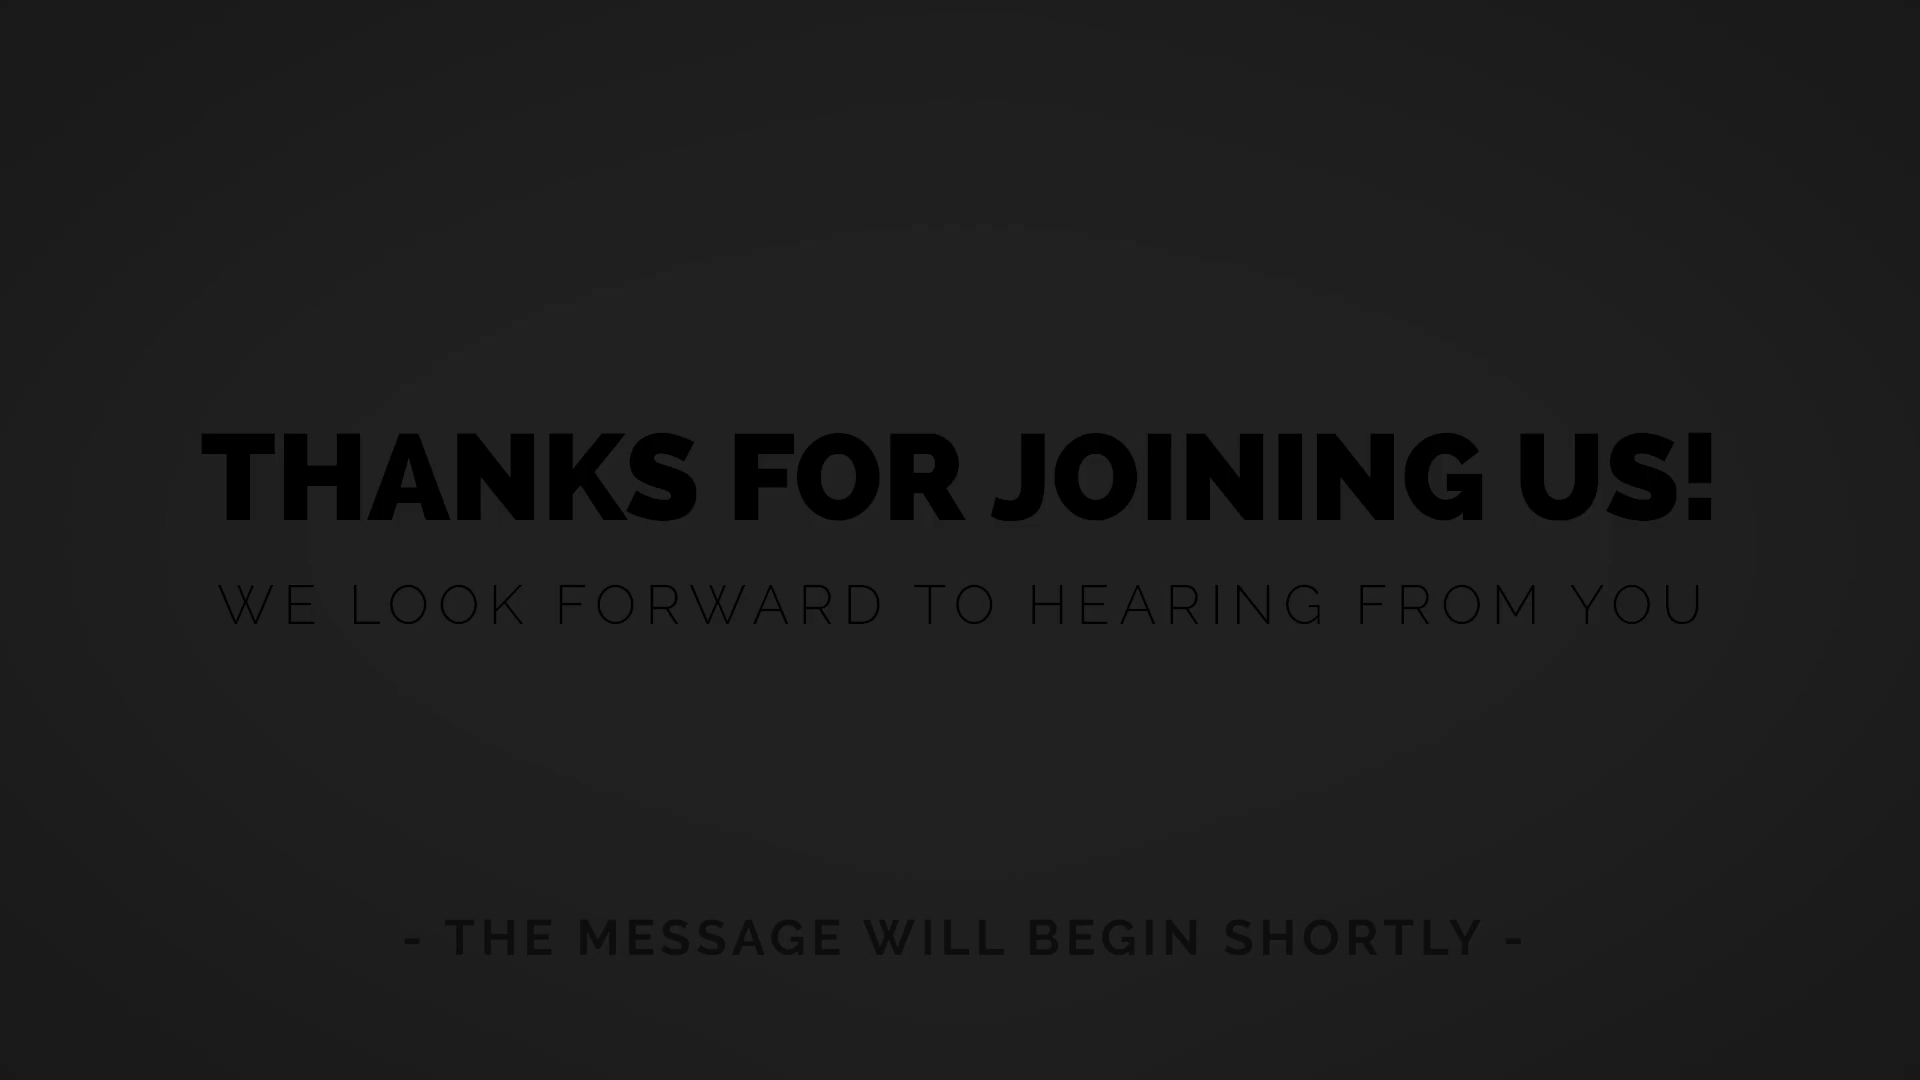 THANKS FOR JOINING US!
WE LOOK FORWARD TO HEARING FROM YOU
- THE MESSAGE WILL BEGIN SHORTLY -